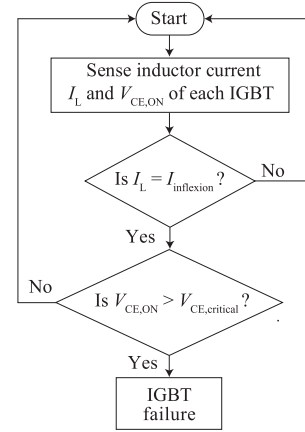 Start
Sense inductor current
I_L and V_CE,ON of each IGBT
Is I_L = I_inflexion ?
No
Yes
No
Is V_CE,ON > V_CE,critical ?
Yes
IGBT
failure